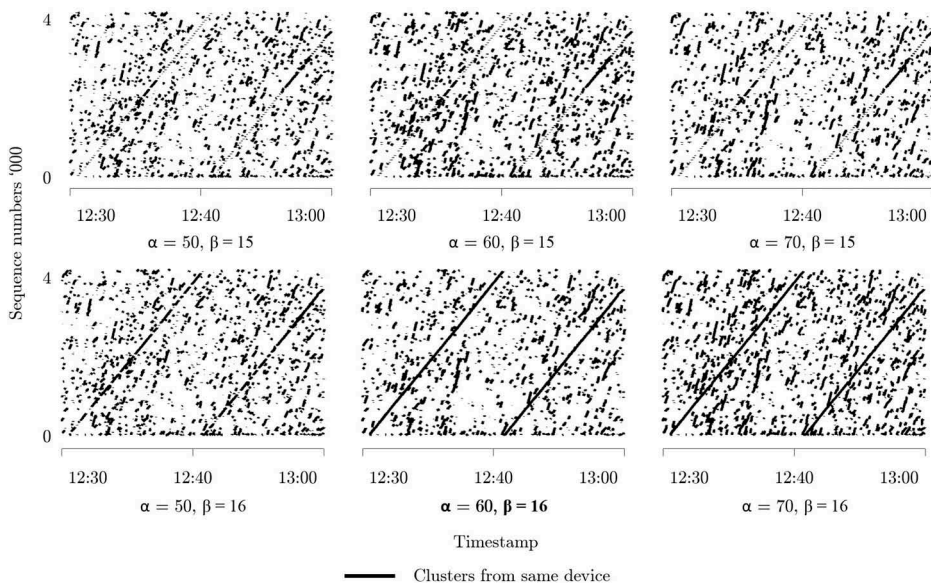 4
0
12:30 12:40 13:00 12:30 12:40 13:00 12:30 12:40 13:00
α = 50, β = 15 α = 60, β = 15 α = 70, β = 15
Sequence numbers '000
4
0
12:30 12:40 13:00 12:30 12:40 13:00 12:30 12:40 13:00
α = 50, β = 16 α = 60, β = 16 α = 70, β = 16
Timestamp
Clusters from same device